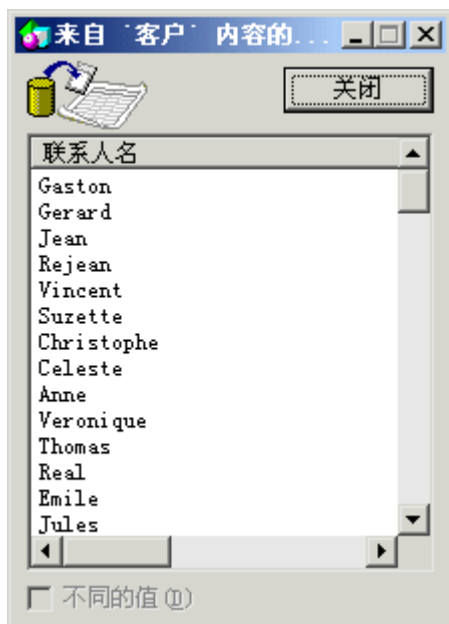 来自 '客户' 内容的...
关闭
联系人名
Gaston
Gerard
Jean
Rejean
Vincent
Suzette
Christophe
Celeste
Anne
Veronique
Thomas
Real
Emile
Jules
不同的值(D)